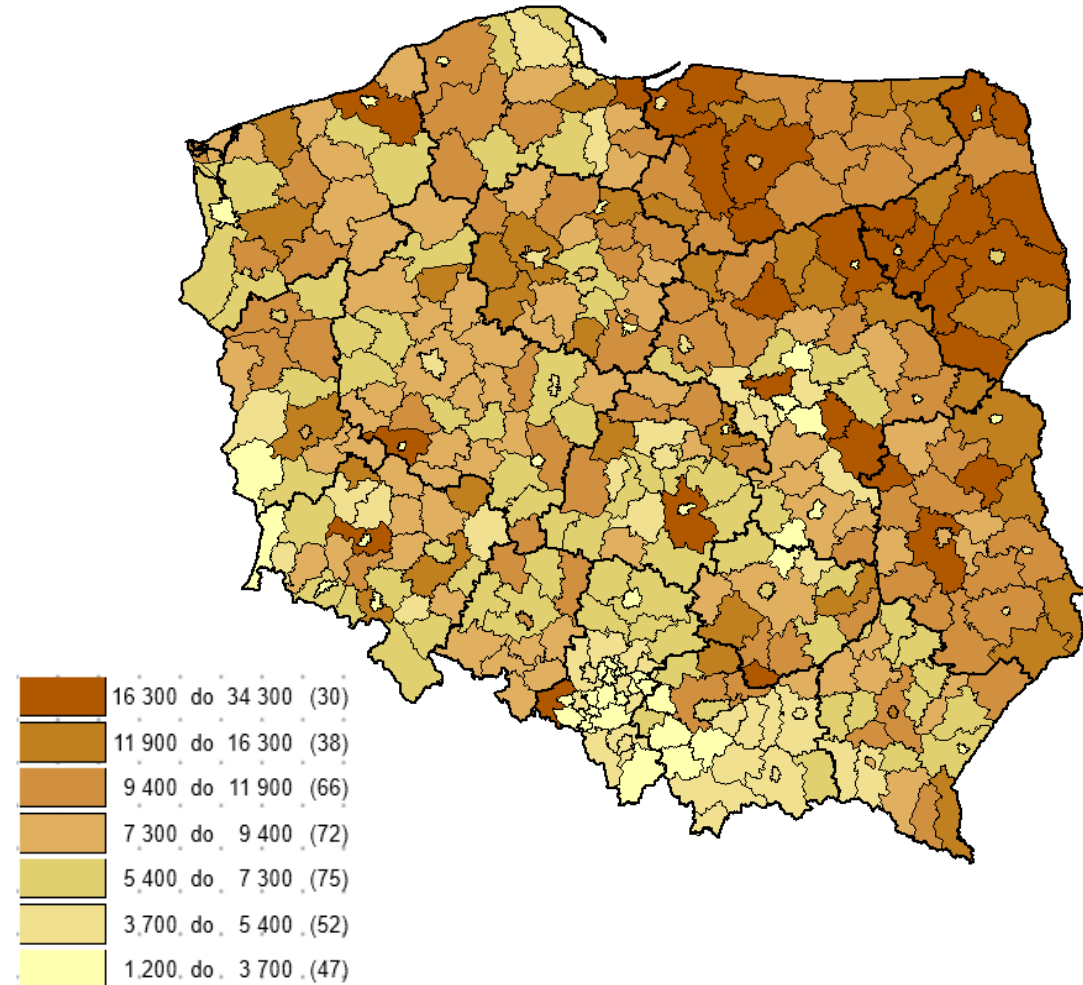 16 300 do 34 300 (30)
11 900 do 16 300 (38)
9 400 do 11 900 (66)
7 300 do 9 400 (72)
5 400 do 7 300 (75)
3 700 do 5 400 (52)
1 200 do 3 700 (47)